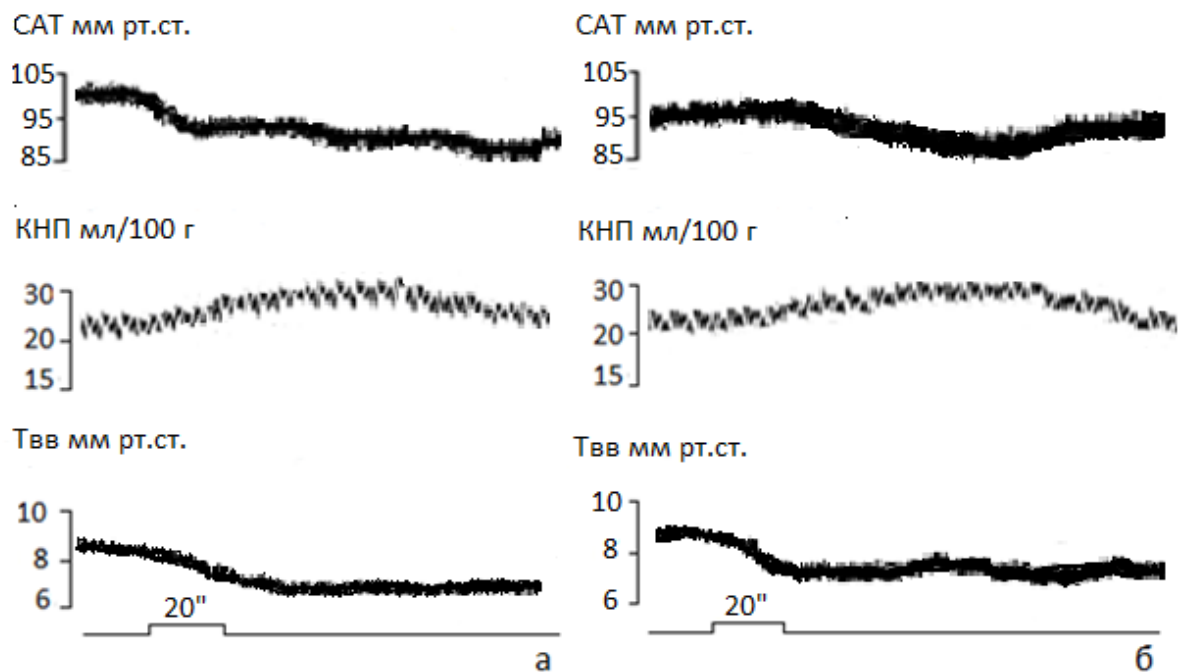 САТ мм рт.ст.
105
95
85
КНП мл/100 г
30
20
15
Твв мм рт.ст.
10
8
6
20"
а
САТ мм рт.ст.
105
95
85
КНП мл/100 г
30
20
15
Твв мм рт.ст.
10
8
6
20"
б